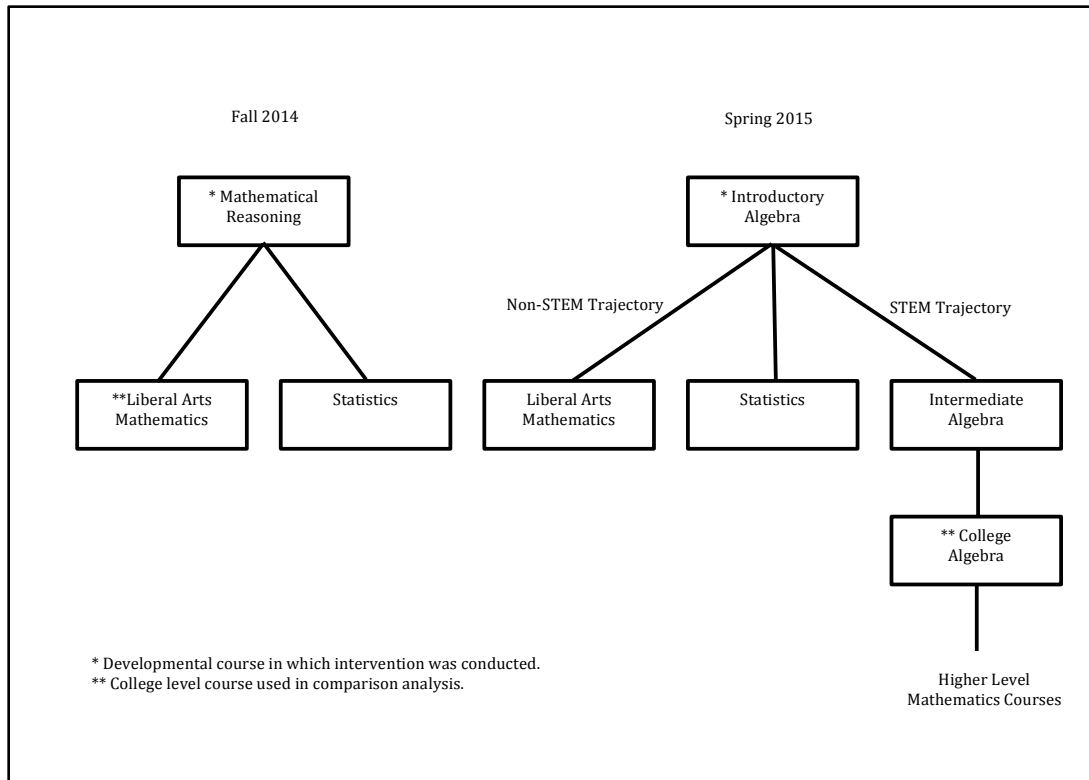 Fall 2014
Spring 2015
* Mathematical
Reasoning
* Introductory
Algebra
Non-STEM Trajectory
STEM Trajectory
**Liberal Arts
Mathematics
Statistics
Liberal Arts
Mathematics
Statistics
Intermediate
Algebra
** College
Algebra
* Developmental course in which intervention was conducted.
** College level course used in comparison analysis.
Higher Level
Mathematics Courses